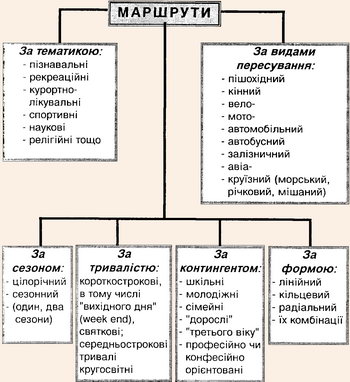 МАРШРУТИ
За тематикою:
- пізнавальні
- рекреаційні
- курортно-
лікувальні
- спортивні
- наукові
- релігійні тощо
За видами
пересування:
- пішохідний
- кінний
- вело-
- мото-
- автомобільний
- автобусний
- залізничний
- авіа-
- круїзний (морський,
річковий, мішаний)
За
сезоном:
- цілорічний
- сезонний
- (один, два
сезони)
За
тривалістю:
короткострокові,
в тому числі
"вихідного дня"
(week end),
святкові;
середньострокові
тривалі
кругосвітні
За
контингентом:
- шкільні
- молодіжні
- сімейні
- "дорослі"
- "третього віку"
- професійно чи
конфесійно
орієнтовані
За
формою:
- лінійний
- кільцевий
- радіальний
- їх комбінації